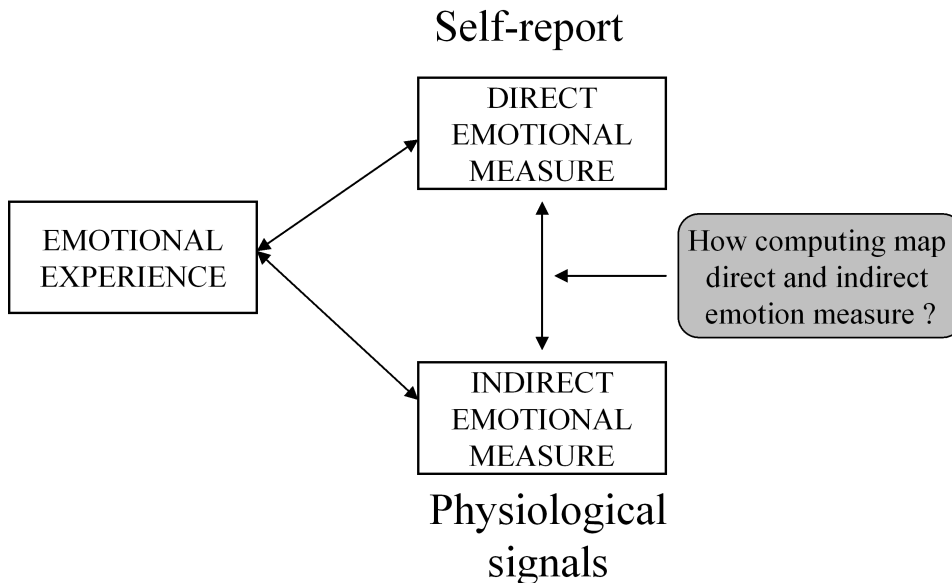 Self-report
DIRECT
EMOTIONAL
MEASURE
EMOTIONAL
EXPERIENCE
How computing map
direct and indirect
emotion measure ?
INDIRECT
EMOTIONAL
MEASURE
Physiological
signals